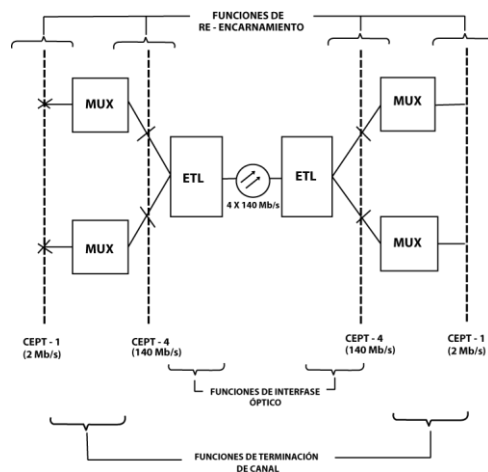 FUNCIONES DE
RE - ENCARNAMIENTO
MUX
MUX
ETL
ETL
4 X 140 Mb/s
MUX
MUX
CEPT - 1
(2 Mb/s)
CEPT - 4
(140 Mb/s)
CEPT - 4
(140 Mb/s)
CEPT - 1
(2 Mb/s)
FUNCIONES DE INTERFASE
ÓPTICO
FUNCIONES DE TERMINACIÓN
DE CANAL